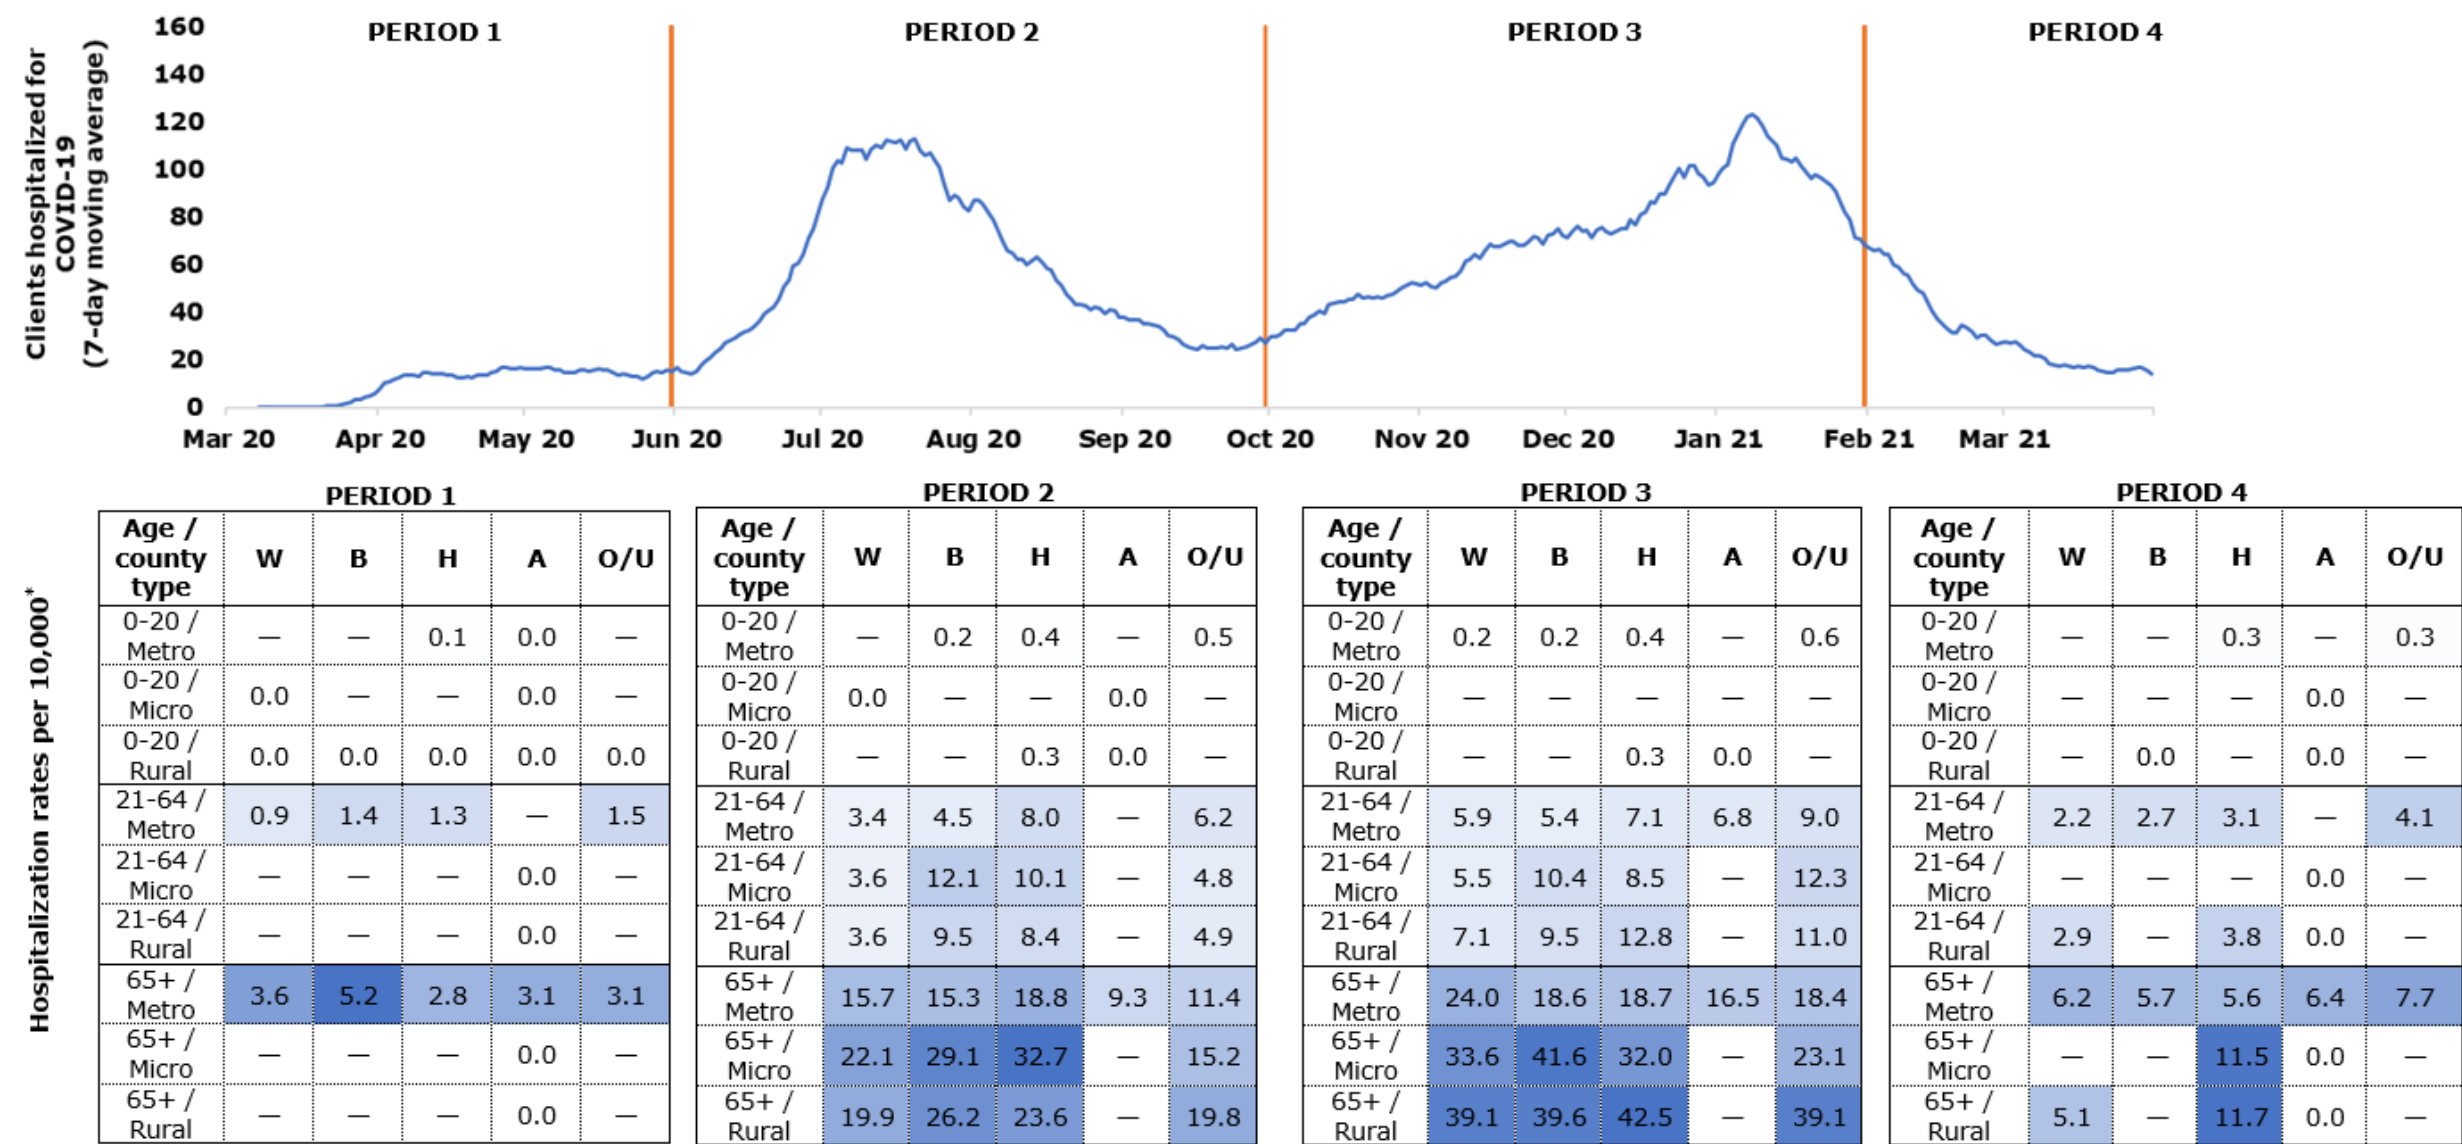 Clients hospitalized for
COVID-19
(7-day moving average)
PERIOD 1 PERIOD 2 PERIOD 3 PERIOD 4
160
140
120
100
80
60
40
20
0
Mar 20 Apr 20 May 20 Jun 20 Jul 20 Aug 20 Sep 20 Oct 20 Nov 20 Dec 20 Jan 21 Feb 21 Mar 21
Hospitalization rates per 10,000*
PERIOD 1
Age / county type W B H A O/U
0-20 / Metro — — 0.1 0.0 —
0-20 / Micro 0.0 — — 0.0 —
0-20 / Rural 0.0 0.0 0.0 0.0 0.0
21-64 / Metro 0.9 1.4 1.3 — 1.5
21-64 / Micro — — — 0.0 —
21-64 / Rural — — — 0.0 —
65+ / Metro 3.6 5.2 2.8 3.1 3.1
65+ / Micro — — — 0.0 —
65+ / Rural — — — 0.0 —
PERIOD 2
Age / county type W B H A O/U
0-20 / Metro — 0.2 0.4 — 0.5
0-20 / Micro 0.0 — — 0.0 —
0-20 / Rural — — 0.3 0.0 —
21-64 / Metro 3.4 4.5 8.0 — 6.2
21-64 / Micro 3.6 12.1 10.1 — 4.8
21-64 / Rural 3.6 9.5 8.4 — 4.9
65+ / Metro 15.7 15.3 18.8 9.3 11.4
65+ / Micro 22.1 29.1 32.7 — 15.2
65+ / Rural 19.9 26.2 23.6 — 19.8
PERIOD 3
Age / county type W B H A O/U
0-20 / Metro 0.2 0.2 0.4 — 0.6
0-20 / Micro — — — — —
0-20 / Rural — — 0.3 0.0 —
21-64 / Metro 5.9 5.4 7.1 6.8 9.0
21-64 / Micro 5.5 10.4 8.5 — 12.3
21-64 / Rural 7.1 9.5 12.8 — 11.0
65+ / Metro 24.0 18.6 18.7 16.5 18.4
65+ / Micro 33.6 41.6 32.0 — 23.1
65+ / Rural 39.1 39.6 42.5 — 39.1
PERIOD 4
Age / county type W B H A O/U
0-20 / Metro — — 0.3 — 0.3
0-20 / Micro — — — 0.0 —
0-20 / Rural — 0.0 — 0.0 —
21-64 / Metro 2.2 2.7 3.1 — 4.1
21-64 / Micro — — — 0.0 —
21-64 / Rural 2.9 — 3.8 0.0 —
65+ / Metro 6.2 5.7 5.6 6.4 7.7
65+ / Micro — — 11.5 0.0 —
65+ / Rural 5.1 — 11.7 0.0 —